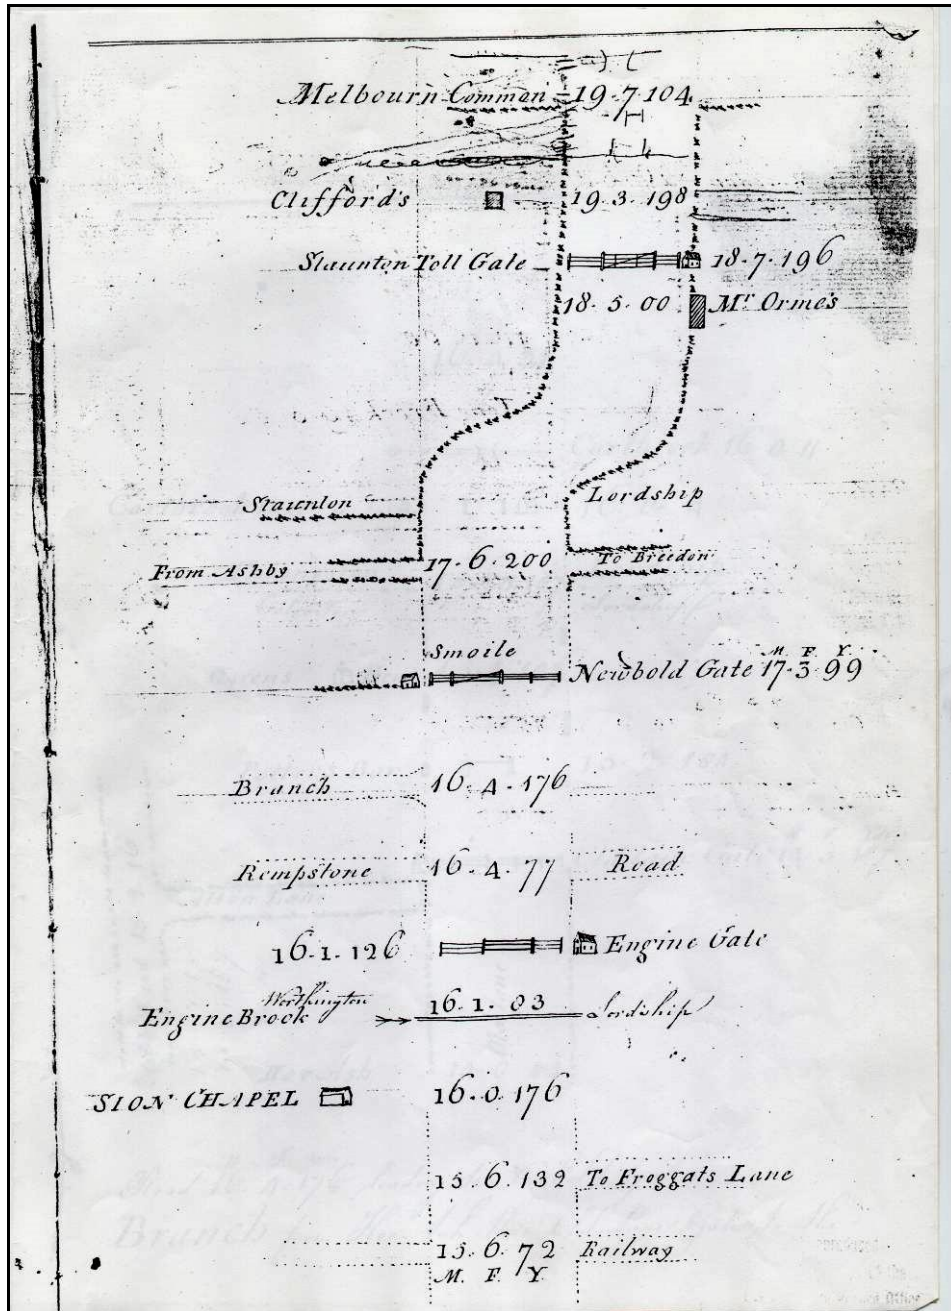 Melbourn Common 19.7.104
Clifford's 19.3.198
Staunton Toll Gate 18.7.196
18.5.00 Mr Orme's
Lordship
Staunton
From Ashby 17.6.200 To Breedon
Smoile
M F Y
Newbold Gate 17.3.99
Branch 16.4.176
Rempstone 16.4.77 Road
16.1.126 Engine Gate
Worthington
Engine Brook 16.1.03 Lordship
SION CHAPEL 16.0.176
15.6.132 To Froggats Lane
15.6.72 Railway
M. F. Y